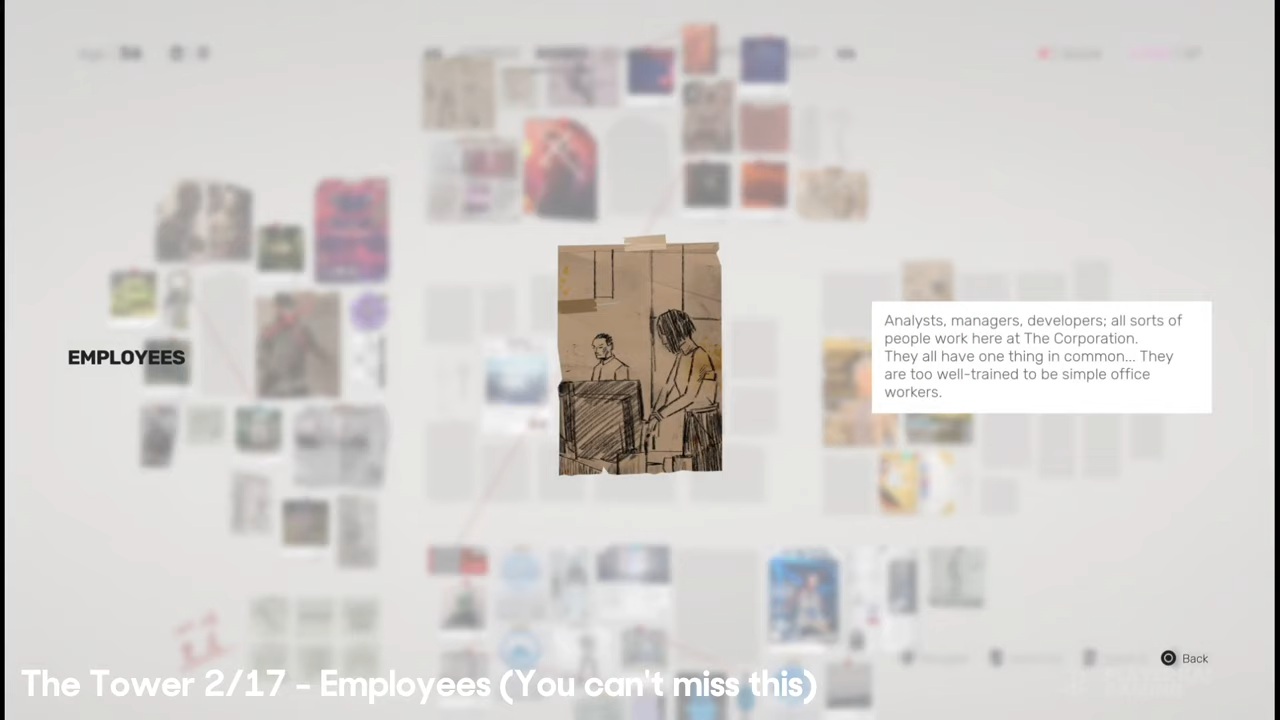 EMPLOYEES
Analysts, managers, developers; all sorts of
people work here at The Corporation.
They all have one thing in common... They
are too well-trained to be simple office
workers.
Back
The Tower 2/17 - Employees (You can't miss this)